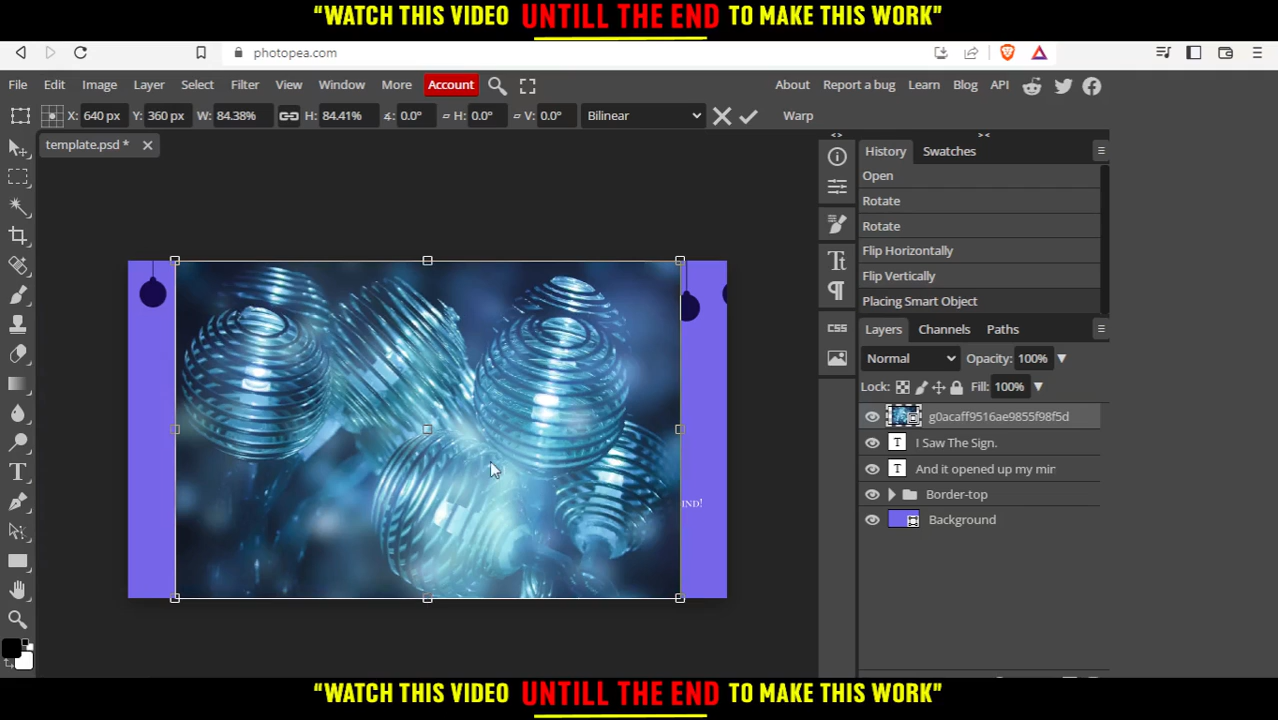 “WATCH THIS VIDEO UNTILL THE END TO MAKE THIS WORK”
photopea.com
File Edit Image Layer Select Filter View Window More Account About Report a bug Learn Blog API
X: 640 px Y: 360 px W: 84.38% H: 84.41% ∡: 0.0° H: 0.0° V: 0.0° Bilinear Warp
template.psd *
<> ><
History Swatches
Open
Rotate
Rotate
Flip Horizontally
Flip Vertically
Placing Smart Object
CSS
Layers Channels Paths
Normal Opacity: 100%
Lock: Fill: 100%
g0acaff9516ae9855f98f5d
T I Saw The Sign.
T And it opened up my mir
Border-top
Background
IND!
“WATCH THIS VIDEO UNTILL THE END TO MAKE THIS WORK”